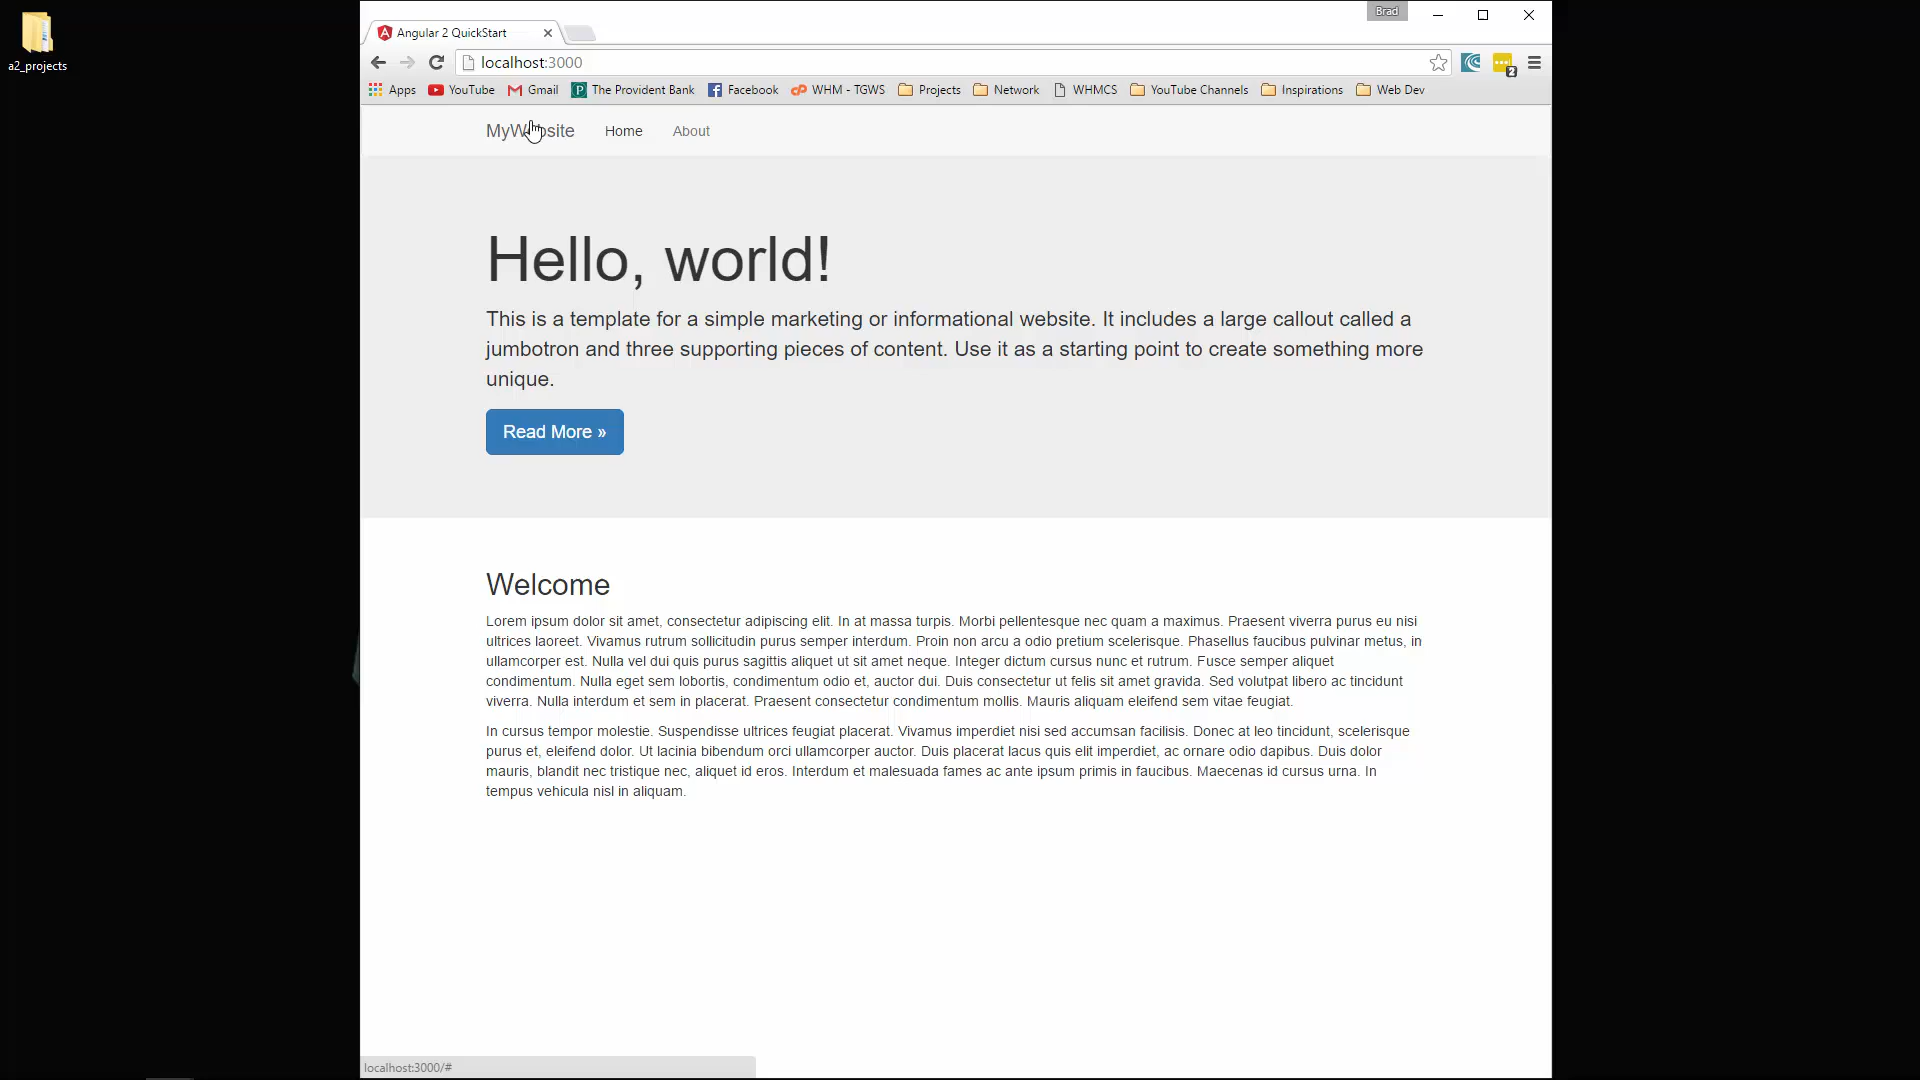 a2_projects
Brad
Angular 2 QuickStart
localhost:3000
Apps YouTube Gmail The Provident Bank Facebook WHM - TGWS Projects Network WHMCS YouTube Channels Inspirations Web Dev
2
MyWebsite Home About
Hello, world!
This is a template for a simple marketing or informational website. It includes a large callout called a
jumbotron and three supporting pieces of content. Use it as a starting point to create something more
unique.
Read More »
Welcome
Lorem ipsum dolor sit amet, consectetur adipiscing elit. In at massa turpis. Morbi pellentesque nec quam a maximus. Praesent viverra purus eu nisi
ultrices laoreet. Vivamus rutrum sollicitudin purus semper interdum. Proin non arcu a odio pretium scelerisque. Phasellus faucibus pulvinar metus, in
ullamcorper est. Nulla vel dui quis purus sagittis aliquet ut sit amet neque. Integer dictum cursus nunc et rutrum. Fusce semper aliquet
condimentum. Nulla eget sem lobortis, condimentum odio et, auctor dui. Duis consectetur ut felis sit amet gravida. Sed volutpat libero ac tincidunt
viverra. Nulla interdum et sem in placerat. Praesent consectetur condimentum mollis. Mauris aliquam eleifend sem vitae feugiat.
In cursus tempor molestie. Suspendisse ultrices feugiat placerat. Vivamus imperdiet nisi sed accumsan facilisis. Donec at leo tincidunt, scelerisque
purus et, eleifend dolor. Ut lacinia bibendum orci ullamcorper auctor. Duis placerat lacus quis elit imperdiet, ac ornare odio dapibus. Duis dolor
mauris, blandit nec tristique nec, aliquet id eros. Interdum et malesuada fames ac ante ipsum primis in faucibus. Maecenas id cursus urna. In
tempus vehicula nisl in aliquam.
localhost:3000/#